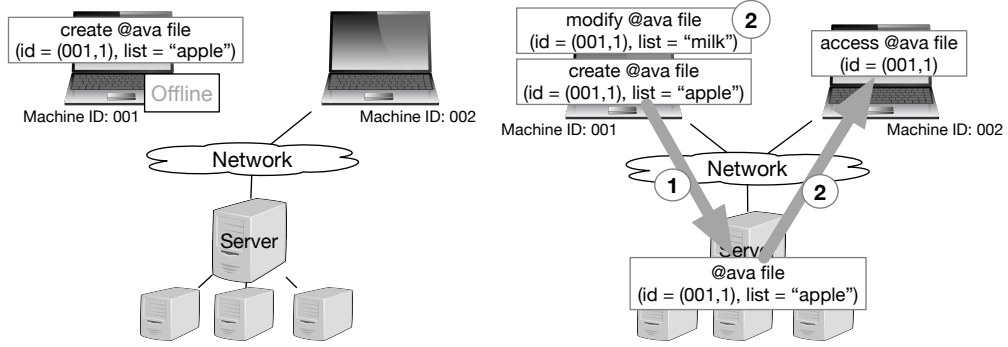 create @ava file
(id = (001,1), list = “apple”)
Offline
Machine ID: 001
Machine ID: 002
Network
Server
modify @ava file
(id = (001,1), list = “milk”)
2
create @ava file
(id = (001,1), list = “apple”)
access @ava file
(id = (001,1)
Machine ID: 001
Machine ID: 002
Network
1
2
Server
@ava file
(id = (001,1), list = “apple”)